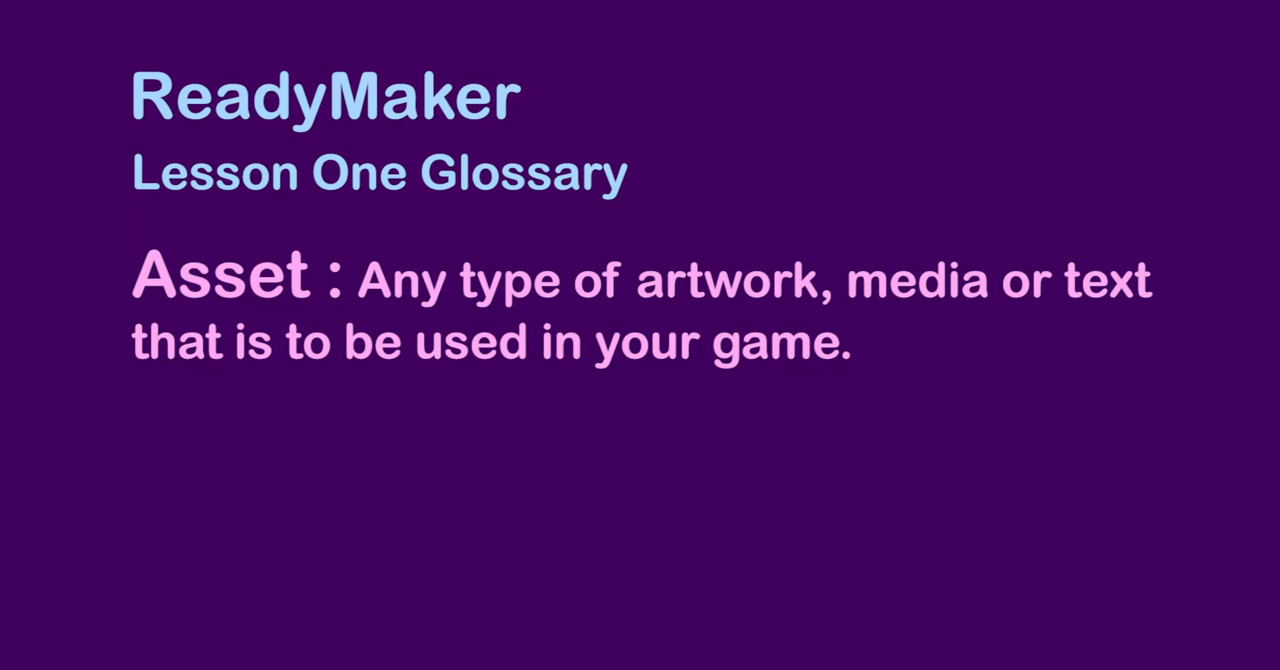 ReadyMaker
Lesson One Glossary
Asset : Any type of artwork, media or text
that is to be used in your game.